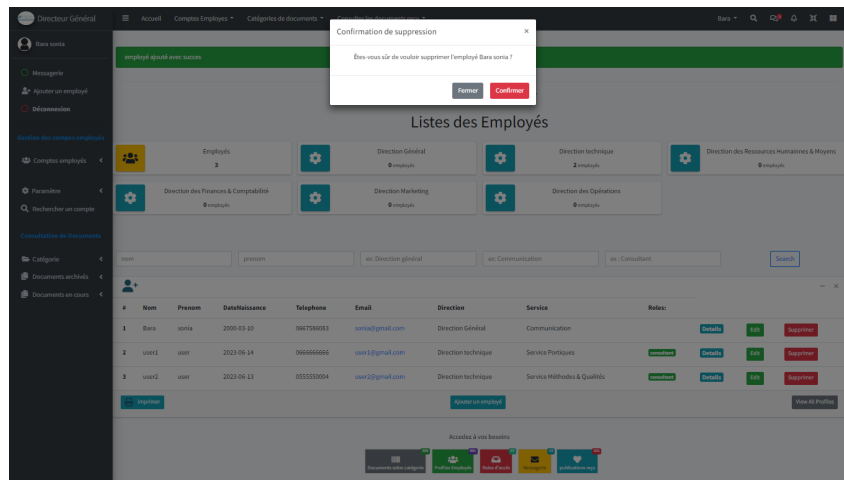 Directeur Général
Accueil Comptes Employes Catégories de documents Consulter les documents reçu
Bara
Confirmation de suppression ×
Êtes-vous sûr de vouloir supprimer l'employé Bara sonia ?
Fermer Confirmer
Bara sonia
employé ajouté avec succes
Messagerie
Ajouter un employé
Déconnexion
Gestion des comptes employés
Comptes employés
Paramètre
Rechercher un compte
Consultation de Documents
Catégorie
Documents archivés
Documents en cours
Listes des Employés
Employés
3
Direction Général
0 employés
Direction technique
2 employés
Direction des Ressources Humaines & Moyens
0 employés
Direction des Finances & Comptabilité
0 employés
Direction Marketing
0 employés
Direction des Opérations
0 employés
nom prenom ex: Direction général ex: Communication ex : Consultant Search
# Nom Prenom DateNaissance Telephone Email Direction Service Roles:
1 Bara sonia 2000-03-10 0667566083 sonia@gmail.com Direction Général Communication Details Edit Supprimer
2 user1 user 2023-06-14 0666666666 user1@gmail.com Direction technique Service Portiques consultant Details Edit Supprimer
3 user2 user 2023-06-13 0555550004 user2@gmail.com Direction technique Service Méthodes & Qualités consultant Details Edit Supprimer
Imprimer Ajouter un employé View All Profiles
Accedez à vos besoins
Documents selon catégorie Profiles Employés Roles d'accès Messagerie publications reçu